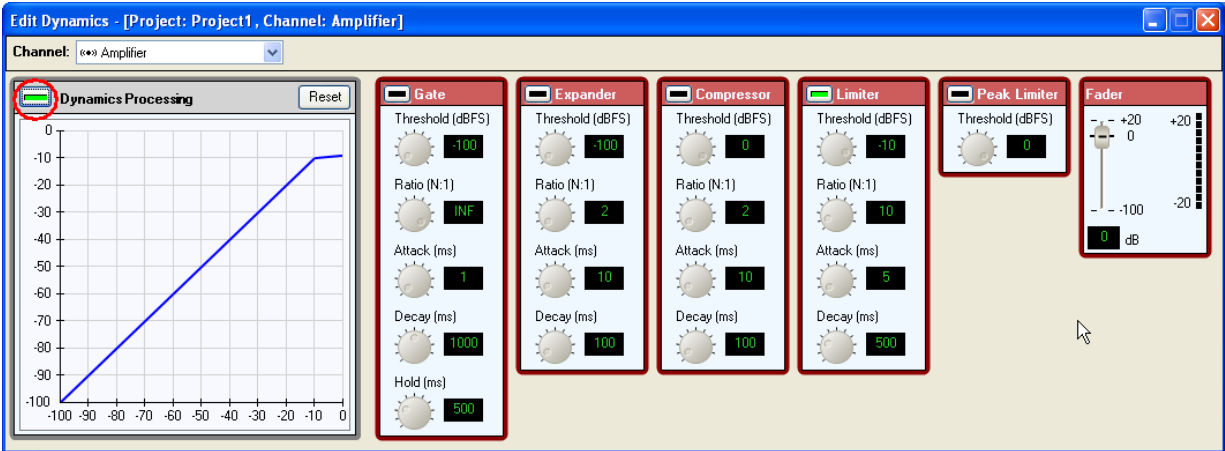 Edit Dynamics - [Project: Project1, Channel: Amplifier]
Channel: Amplifier
Dynamics Processing Reset
0
-10
-20
-30
-40
-50
-60
-70
-80
-90
-100
-100 -90 -80 -70 -60 -50 -40 -30 -20 -10 0
Gate
Threshold (dBFS)
-100
Ratio (N:1)
INF
Attack (ms)
1
Decay (ms)
1000
Hold (ms)
500
Expander
Threshold (dBFS)
-100
Ratio (N:1)
2
Attack (ms)
10
Decay (ms)
100
Compressor
Threshold (dBFS)
0
Ratio (N:1)
2
Attack (ms)
10
Decay (ms)
100
Limiter
Threshold (dBFS)
-10
Ratio (N:1)
10
Attack (ms)
5
Decay (ms)
500
Peak Limiter
Threshold (dBFS)
0
Fader
+20 +20
0
-100 -20
0 dB